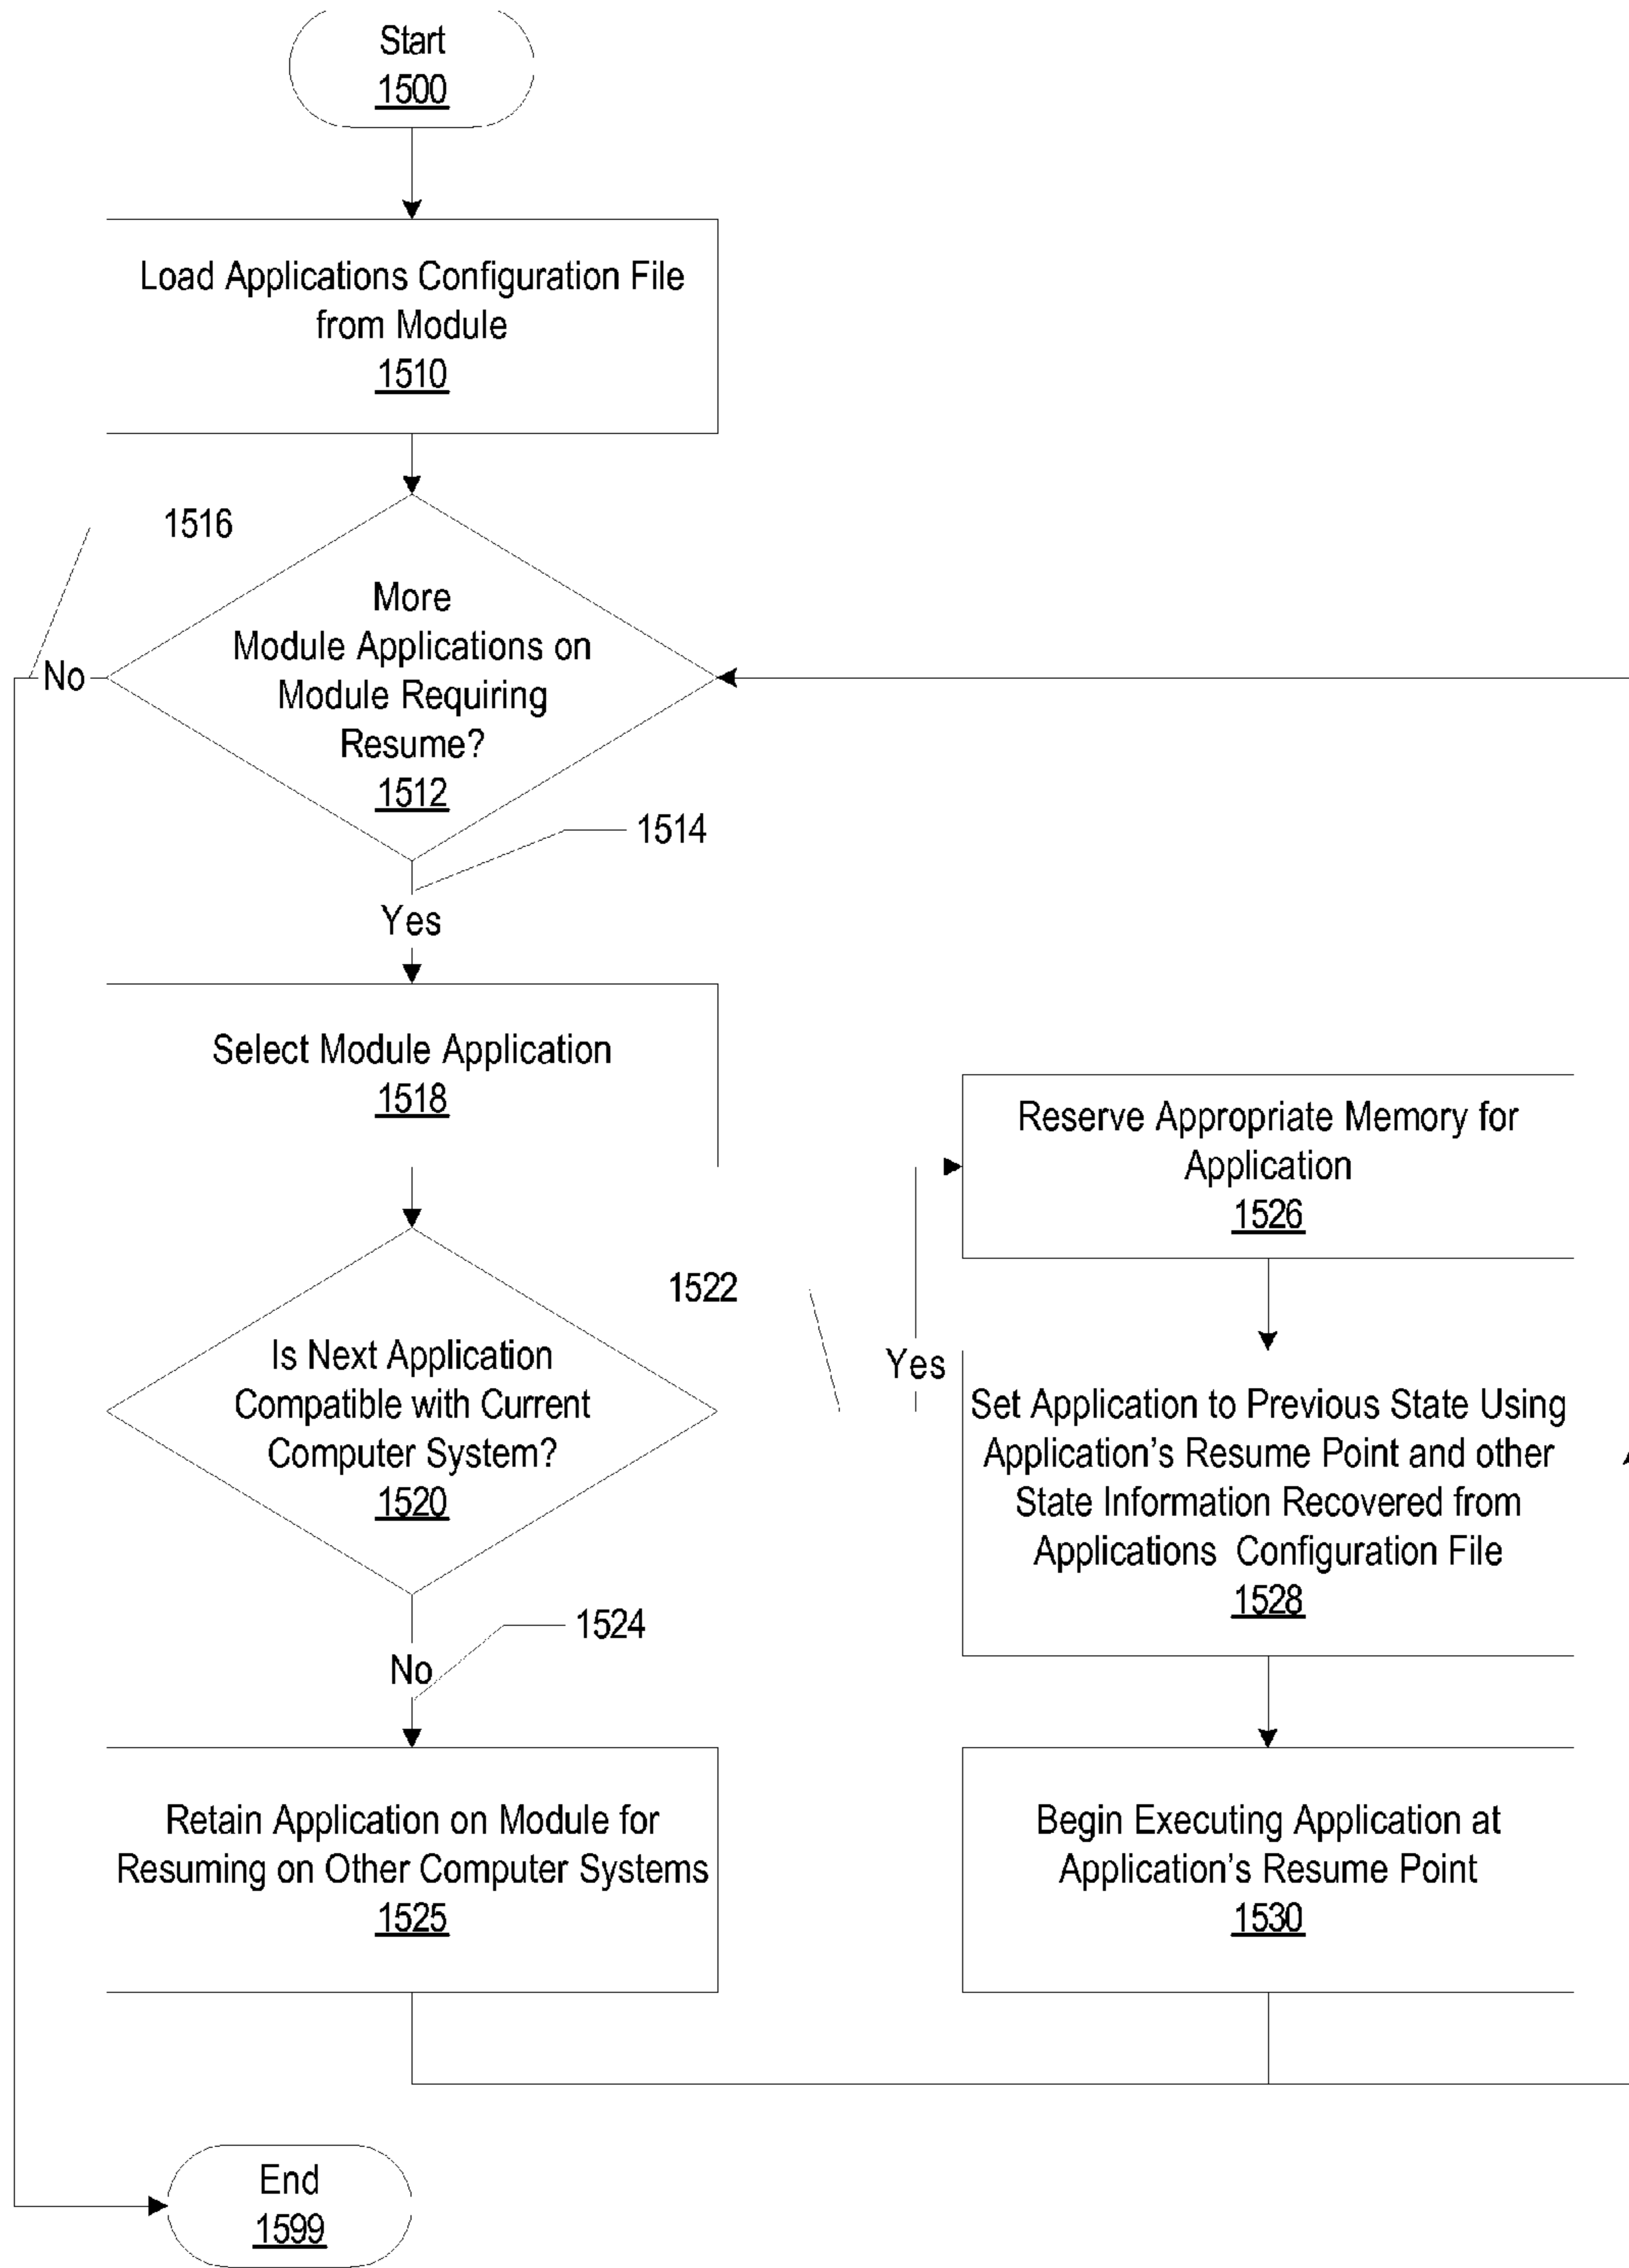 Start
1500
Load Applications Configuration File
from Module
1510
1516
More
Module Applications on
Module Requiring
Resume?
1512
No
1514
Yes
Select Module Application
1518
Reserve Appropriate Memory for
Application
1526
1522
Is Next Application
Compatible with Current
Computer System?
1520
Yes
Set Application to Previous State Using
Application's Resume Point and other
State Information Recovered from
Applications Configuration File
1528
1524
No
Retain Application on Module for
Resuming on Other Computer Systems
1525
Begin Executing Application at
Application's Resume Point
1530
End
1599